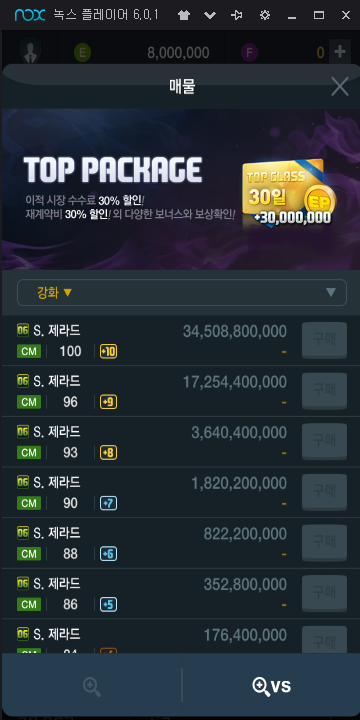 nox 녹스 플레이어 6.0.1
E 8,000,000 F 0 +
매물
TOP PACKAGE
이적 시장 수수료 30% 할인!
재계약비 30% 할인! 외 다양한 보너스와 보상확인!
TOP CLASS
30일
EP
+30,000,000
강화
06 S. 제라드 34,508,800,000 구매
CM 100 +10 -
06 S. 제라드 17,254,400,000 구매
CM 96 +9 -
06 S. 제라드 3,640,400,000 구매
CM 93 +8 -
06 S. 제라드 1,820,200,000 구매
CM 90 +7 -
06 S. 제라드 822,200,000 구매
CM 88 +6 -
06 S. 제라드 352,800,000 구매
CM 86 +5 -
06 S. 제라드 176,400,000 구매
VS